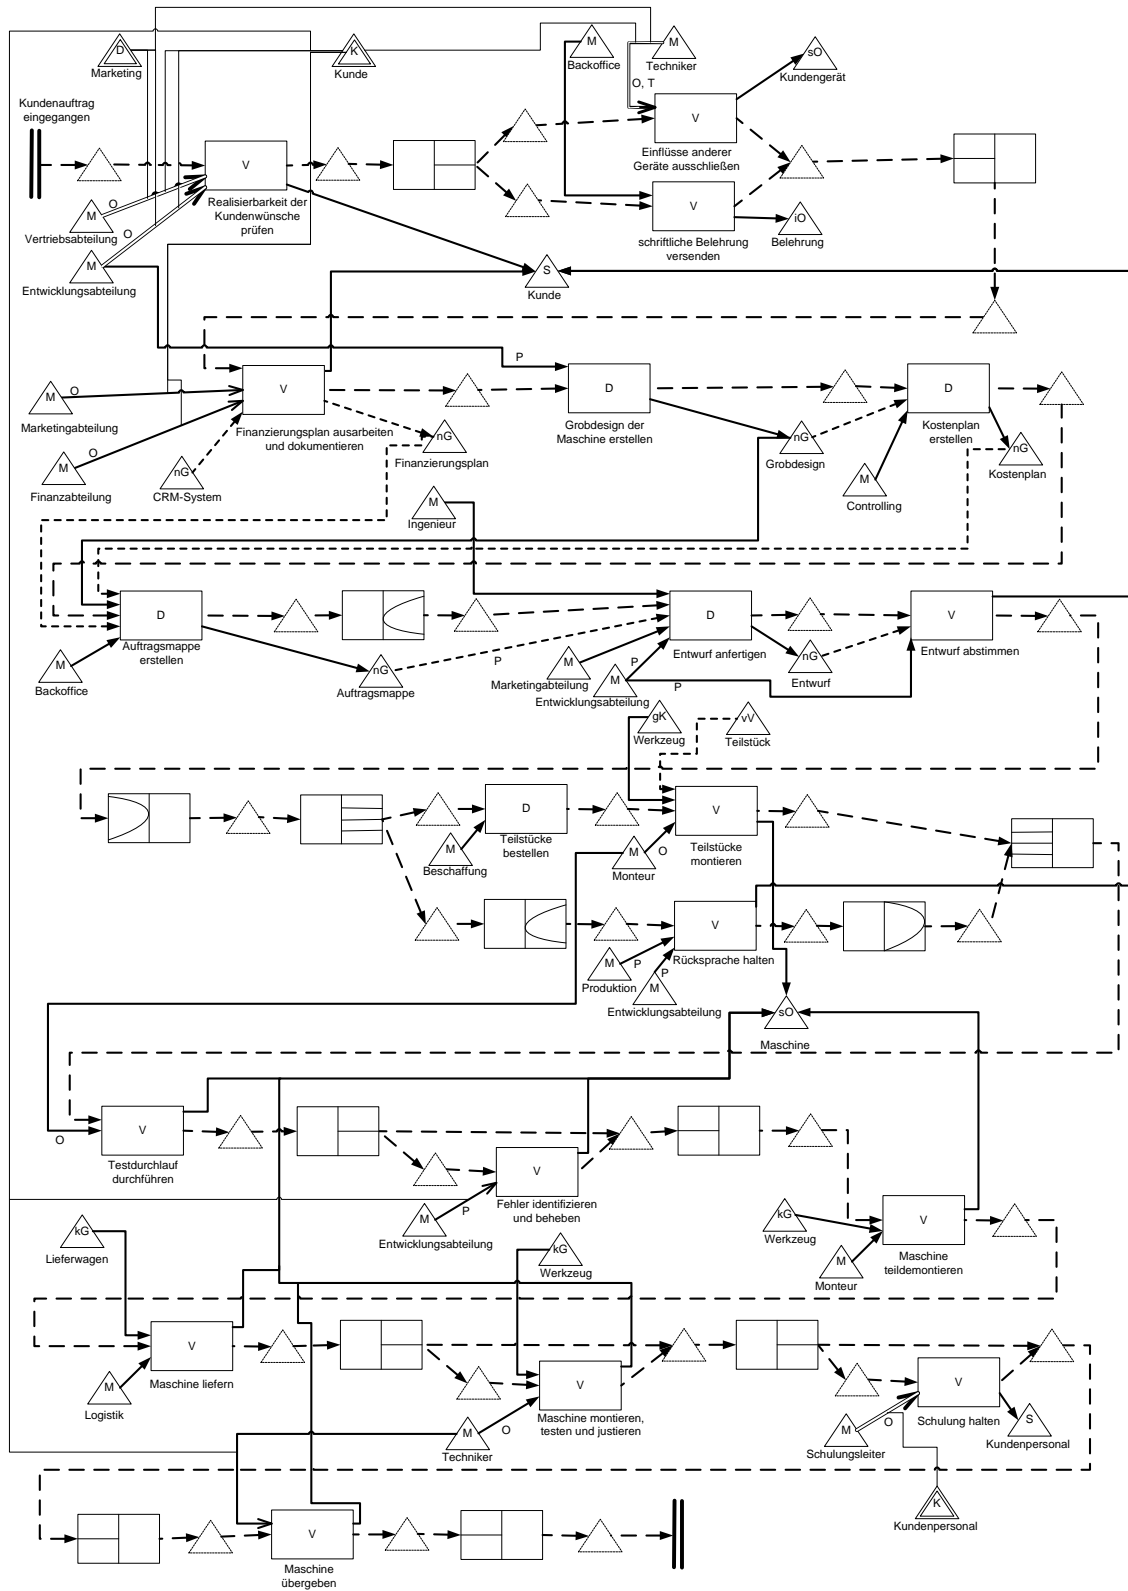 D
Marketing
K
Kunde
M
Backoffice
M
Techniker
sO
Kundengerät
O, T
Kundenauftrag
eingegangen
V
Realisierbarkeit der
Kundenwünsche
prüfen
V
Einflüsse anderer
Geräte ausschließen
V
schriftliche Belehrung
versenden
iO
Belehrung
M
O
Vertriebsabteilung
O
M
Entwicklungsabteilung
S
Kunde
P
M
O
Marketingabteilung
V
Finanzierungsplan ausarbeiten
und dokumentieren
D
Grobdesign der
Maschine erstellen
D
Kostenplan
erstellen
M
O
Finanzabteilung
nG
CRM-System
nG
Finanzierungsplan
nG
Grobdesign
M
Controlling
nG
Kostenplan
M
Ingenieur
D
Auftragsmappe
erstellen
D
Entwurf anfertigen
V
Entwurf abstimmen
M
Backoffice
nG
Auftragsmappe
P
M
Marketingabteilung
P
M
Entwicklungsabteilung
P
nG
Entwurf
gK
Werkzeug
vV
Teilstück
D
Teilstücke
bestellen
V
Teilstücke
montieren
M
Beschaffung
M
O
Monteur
V
Rücksprache halten
M
P
Produktion
P
M
Entwicklungsabteilung
sO
Maschine
O
V
Testdurchlauf
durchführen
V
Fehler identifizieren
und beheben
M
P
Entwicklungsabteilung
kG
Werkzeug
V
Maschine
teildemontieren
M
Monteur
kG
Lieferwagen
kG
Werkzeug
V
Maschine liefern
M
Logistik
V
Maschine montieren,
testen und justieren
M
O
Techniker
V
Schulung halten
M
O
Schulungsleiter
S
Kundenpersonal
K
Kundenpersonal
V
Maschine
übergeben